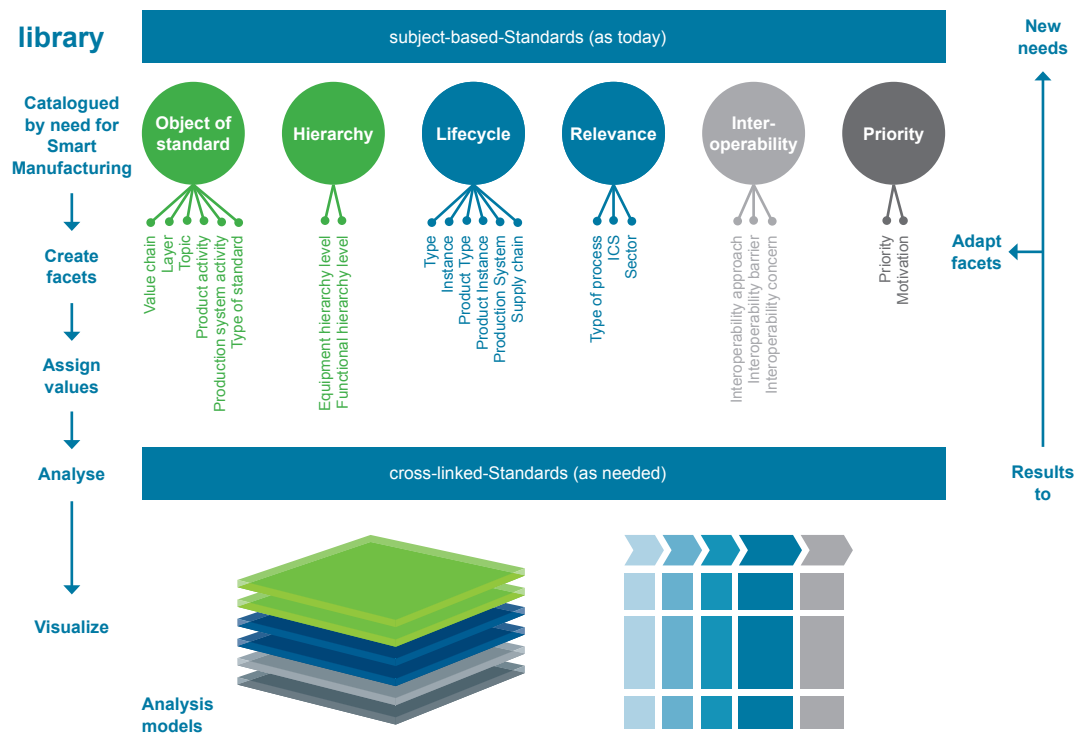 library
subject-based-Standards (as today)
New
needs
Catalogued
by need for
Smart
Manufacturing
Object of
standard
Hierarchy
Lifecycle
Relevance
Inter-
operability
Priority
Create
facets
Value chain
Layer
Topic
Product activity
Production system activity
Type of standard
Equipment hierarchy level
Functional hierarchy level
Type
Instance
Product Type
Product Instance
Production System
Supply chain
Type of process
ICS
Sector
Interoperability approach
Interoperability barrier
Interoperability concern
Priority
Motivation
Adapt
facets
Assign
values
Analyse
cross-linked-Standards (as needed)
Results
to
Visualize
Analysis
models